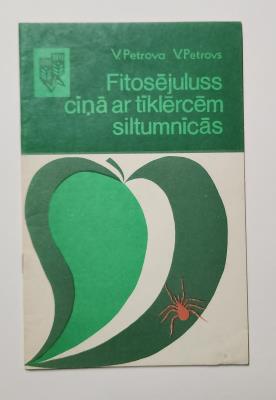 V. Petrova V. Petrovs
Fitosējuluss
cīņā ar tīklērcēm
siltumnīcās